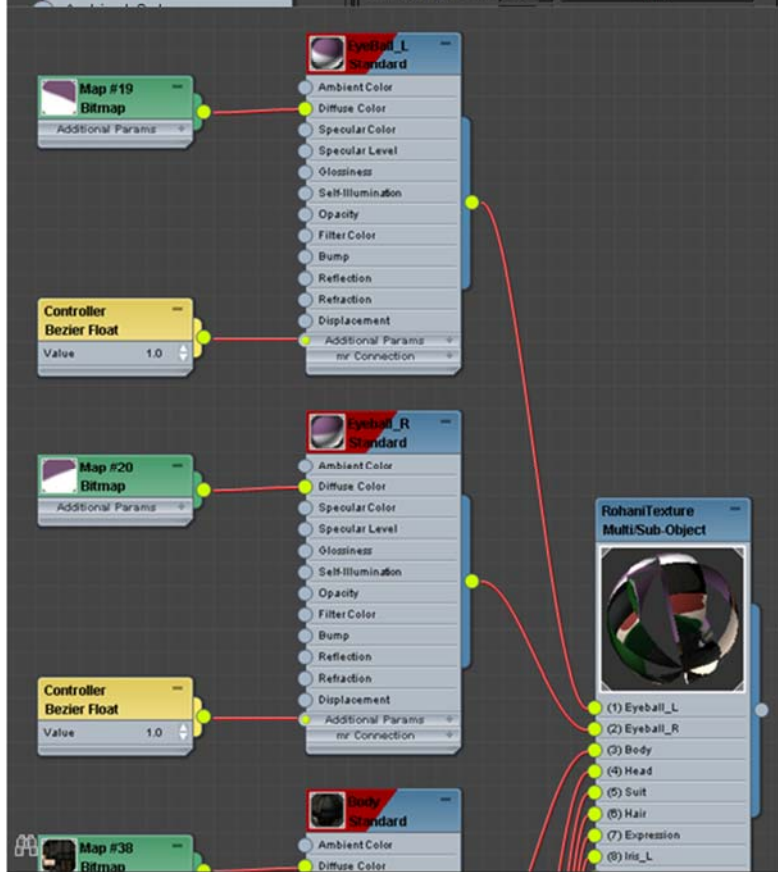 EyeBall_L
Standard
Map #19
Bitmap
Additional Params
Ambient Color
Diffuse Color
Specular Color
Specular Level
Glossiness
Self-Illumination
Opacity
Filter Color
Bump
Reflection
Refraction
Displacement
Additional Params
mr Connection
Controller
Bezier Float
Value 1.0
Eyeball_R
Standard
Map #20
Bitmap
Additional Params
Ambient Color
Diffuse Color
Specular Color
Specular Level
Glossiness
Self-Illumination
Opacity
Filter Color
Bump
Reflection
Refraction
Displacement
Additional Params
mr Connection
Controller
Bezier Float
Value 1.0
RohaniTexture
Multi/Sub-Object
(1) Eyeball_L
(2) Eyeball_R
(3) Body
(4) Head
(5) Suit
(6) Hair
(7) Expression
(8) Iris_L
Body
Standard
Ambient Color
Diffuse Color
Map #38
Bitmap